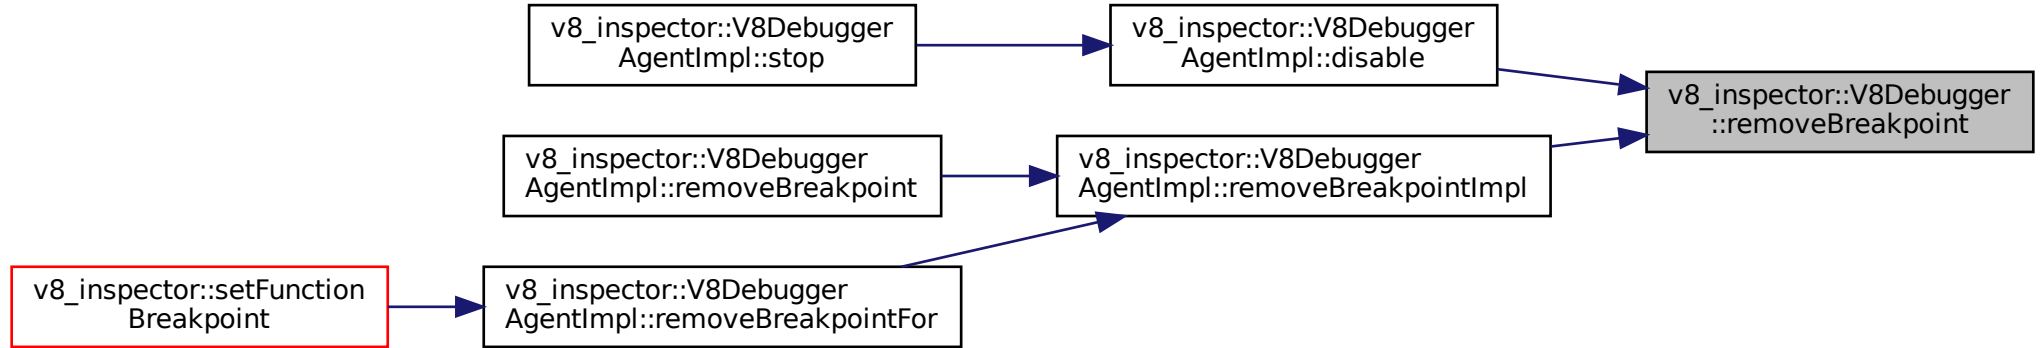 v8_inspector::V8Debugger
AgentImpl::stop
v8_inspector::V8Debugger
AgentImpl::disable
v8_inspector::V8Debugger
::removeBreakpoint
v8_inspector::V8Debugger
AgentImpl::removeBreakpoint
v8_inspector::V8Debugger
AgentImpl::removeBreakpointImpl
v8_inspector::setFunction
Breakpoint
v8_inspector::V8Debugger
AgentImpl::removeBreakpointFor